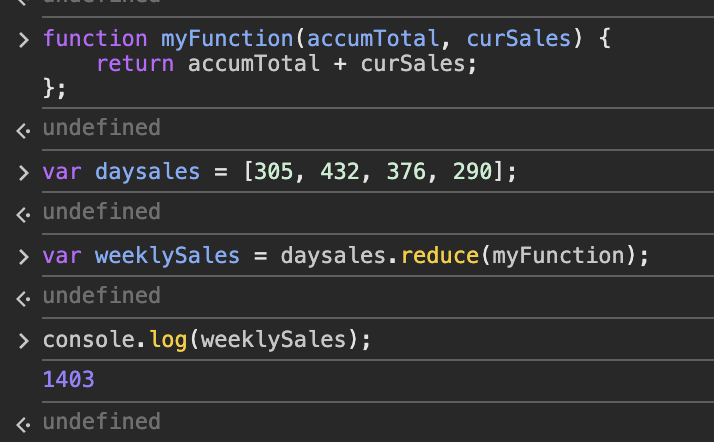 undefined
function myFunction(accumTotal, curSales) {
    return accumTotal + curSales;
};
undefined
var daysales = [305, 432, 376, 290];
undefined
var weeklySales = daysales.reduce(myFunction);
undefined
console.log(weeklySales);
1403
undefined